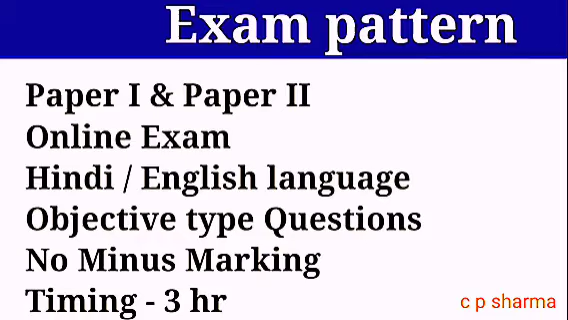 Exam pattern
Paper I & Paper II
Online Exam
Hindi / English language
Objective type Questions
No Minus Marking
Timing - 3 hr
c p sharma